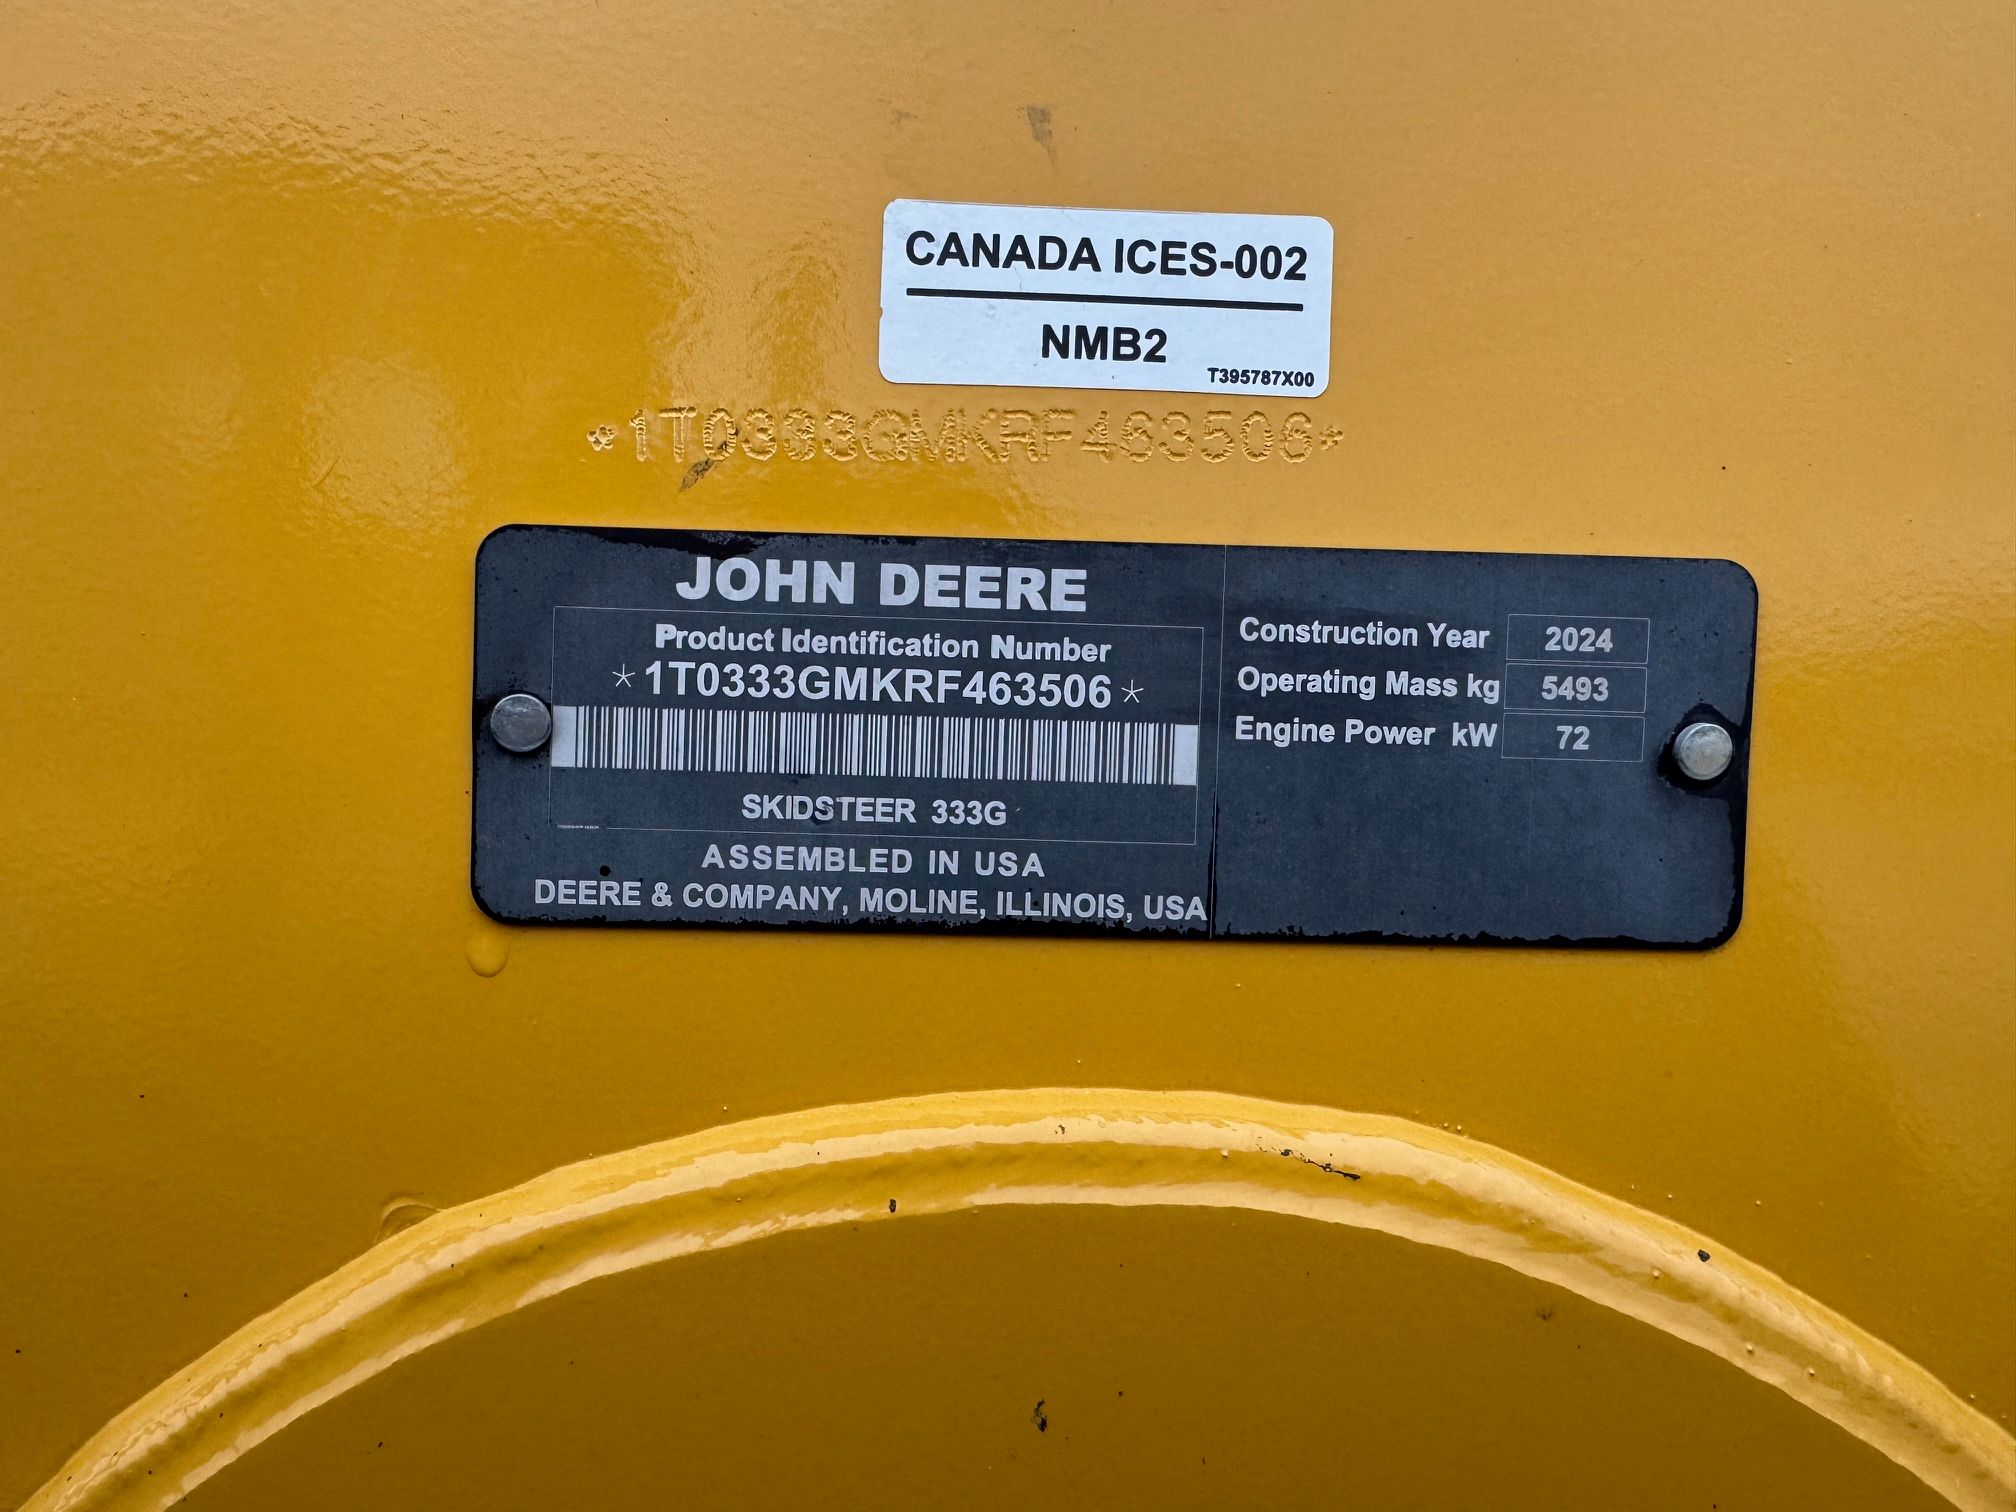 CANADA ICES-002
NMB2
T395787X00
*1T0333GMKRF463506*
JOHN DEERE
Product Identification Number
*1T0333GMKRF463506*
SKIDSTEER 333G
ASSEMBLED IN USA
DEERE & COMPANY, MOLINE, ILLINOIS, USA
Construction Year 2024
Operating Mass kg 5493
Engine Power kW 72